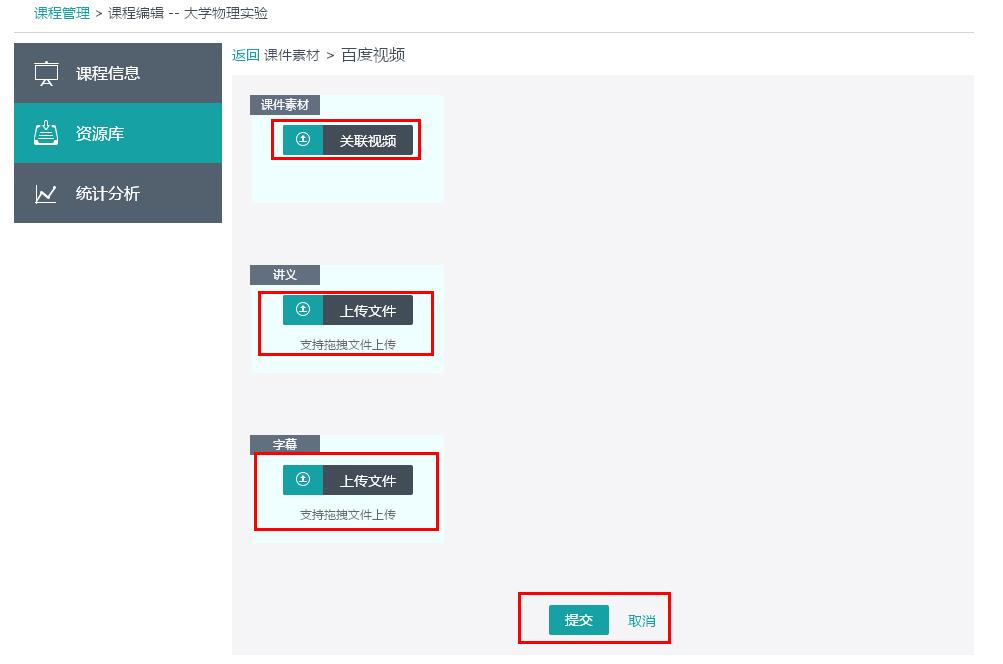 课程管理 > 课程编辑 -- 大学物理实验
课程信息
资源库
统计分析
返回 课件素材 > 百度视频
课件素材
关联视频
讲义
上传文件
支持拖拽文件上传
字幕
上传文件
支持拖拽文件上传
提交 取消